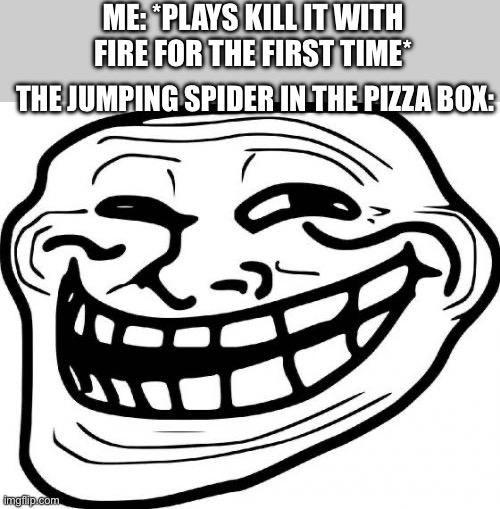 ME: *PLAYS KILL IT WITH
FIRE FOR THE FIRST TIME*
THE JUMPING SPIDER IN THE PIZZA BOX:
imgflip.com